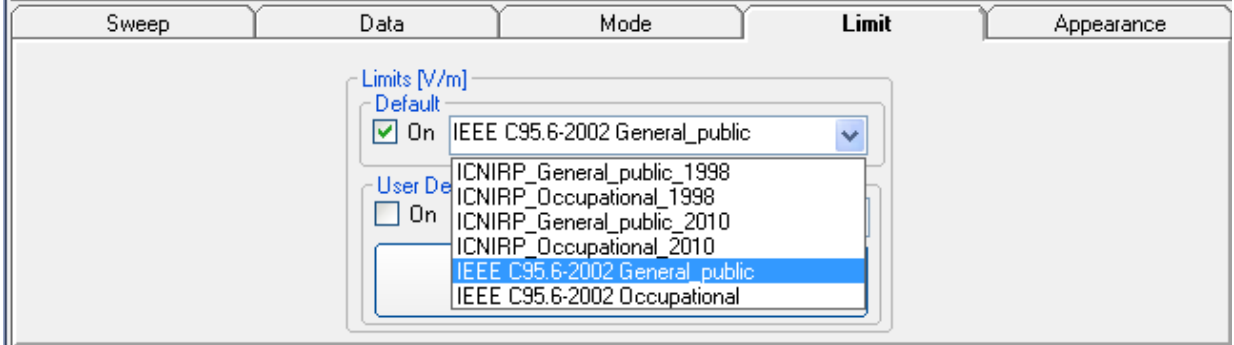 Sweep Data Mode Limit Appearance
Limits [V/m]
Default
On IEEE C95.6-2002 General_public
ICNIRP_General_public_1998
User De
ICNIRP_Occupational_1998
On ICNIRP_General_public_2010
ICNIRP_Occupational_2010
IEEE C95.6-2002 General_public
IEEE C95.6-2002 Occupational